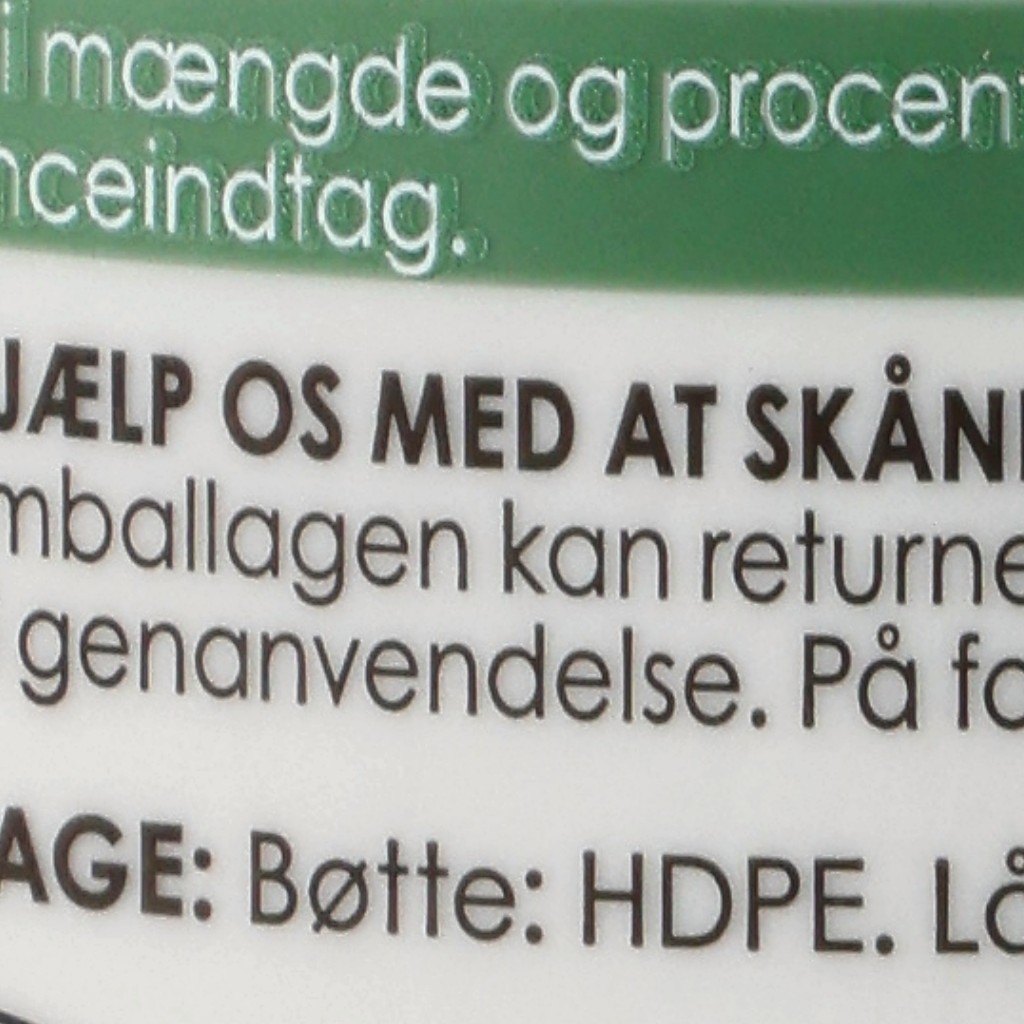 i mængde og procent
nceindtag.
JÆLP OS MED AT SKÅN
mballagen kan returne
genanvendelse. På fo
AGE: Bøtte: HDPE. Lå